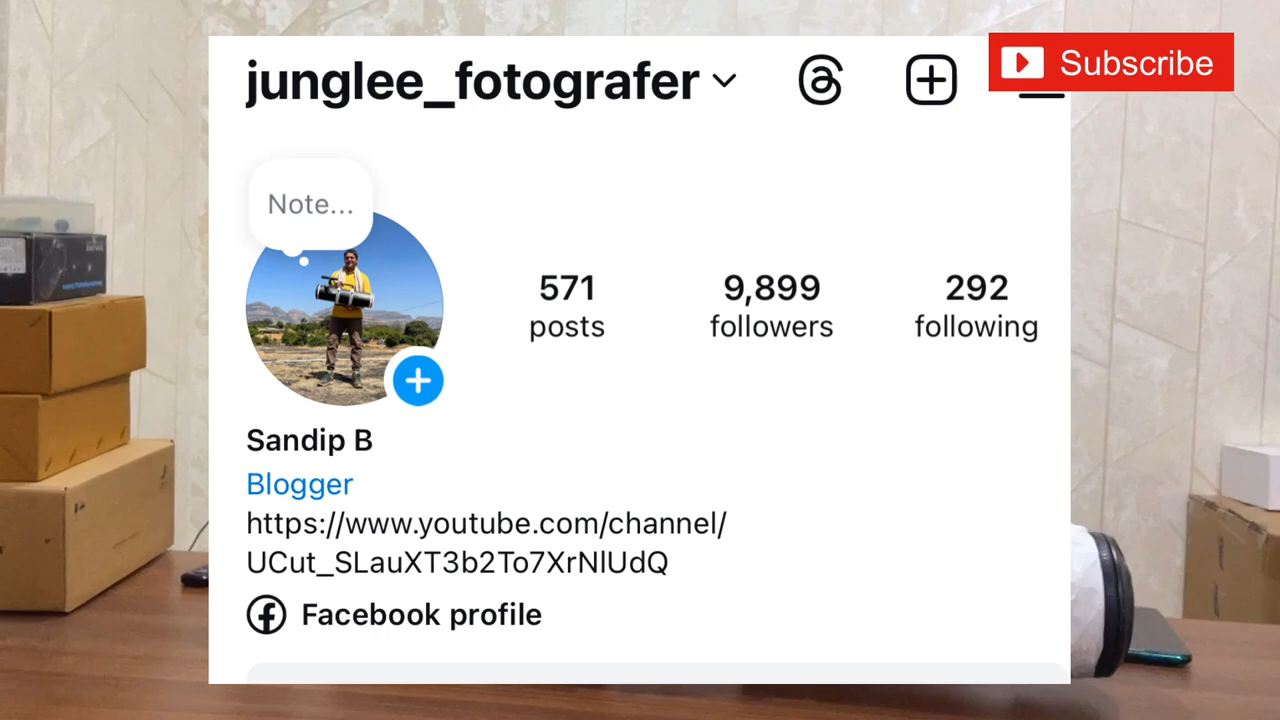 junglee_fotografer
Subscribe
Note...
571
posts
9,899
followers
292
following
Sandip B
Blogger
https://www.youtube.com/channel/
UCut_SLauXT3b2To7XrNlUdQ
Facebook profile